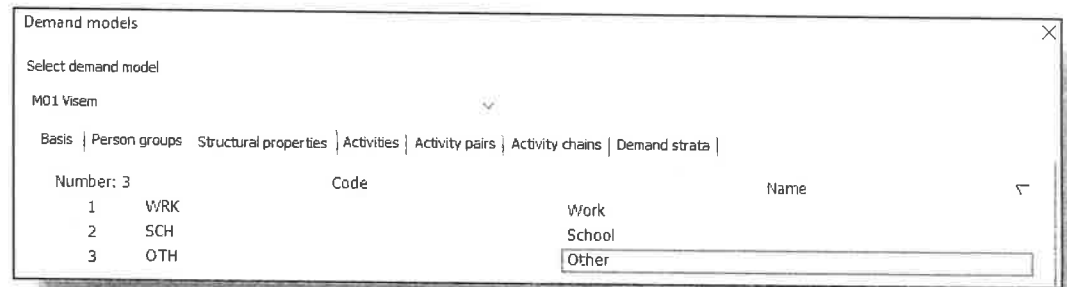 Demand models
Select demand model
M01 Visem
Basis | Person groups Structural properties | Activities | Activity pairs | Activity chains | Demand strata |
Number: 3 Code Name
1 WRK Work
2 SCH School
3 OTH Other